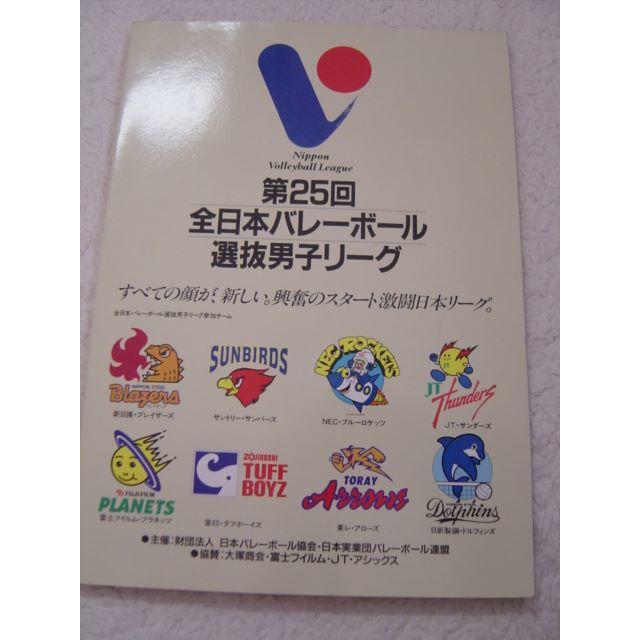 Nippon
Volleyball League
第25回
全日本バレーボール
選抜男子リーグ
すべての顔が、新しい。興奮のスタート激闘日本リーグ。
全日本バレーボール選抜男子リーグ参加チーム
NIPPON STEEL
Blazers
新日鐵・ブレイザーズ
SUNBIRDS
サントリー・サンバーズ
NEC ROCKETS
NEC・ブルーロケッツ
JT
Thunders
JT・サンダーズ
FUJI FILM
PLANETS
富士フイルム・プラネッツ
ZOJIRUSHI
TUFF
BOYZ
象印・タフボーイズ
TORAY
Arrows
東レ・アローズ
Dolphins
日新製鋼・ドルフィンズ
●主催：財団法人 日本バレーボール協会・日本実業団バレーボール連盟
●協賛：大塚商会・富士フイルム・JT・アシックス